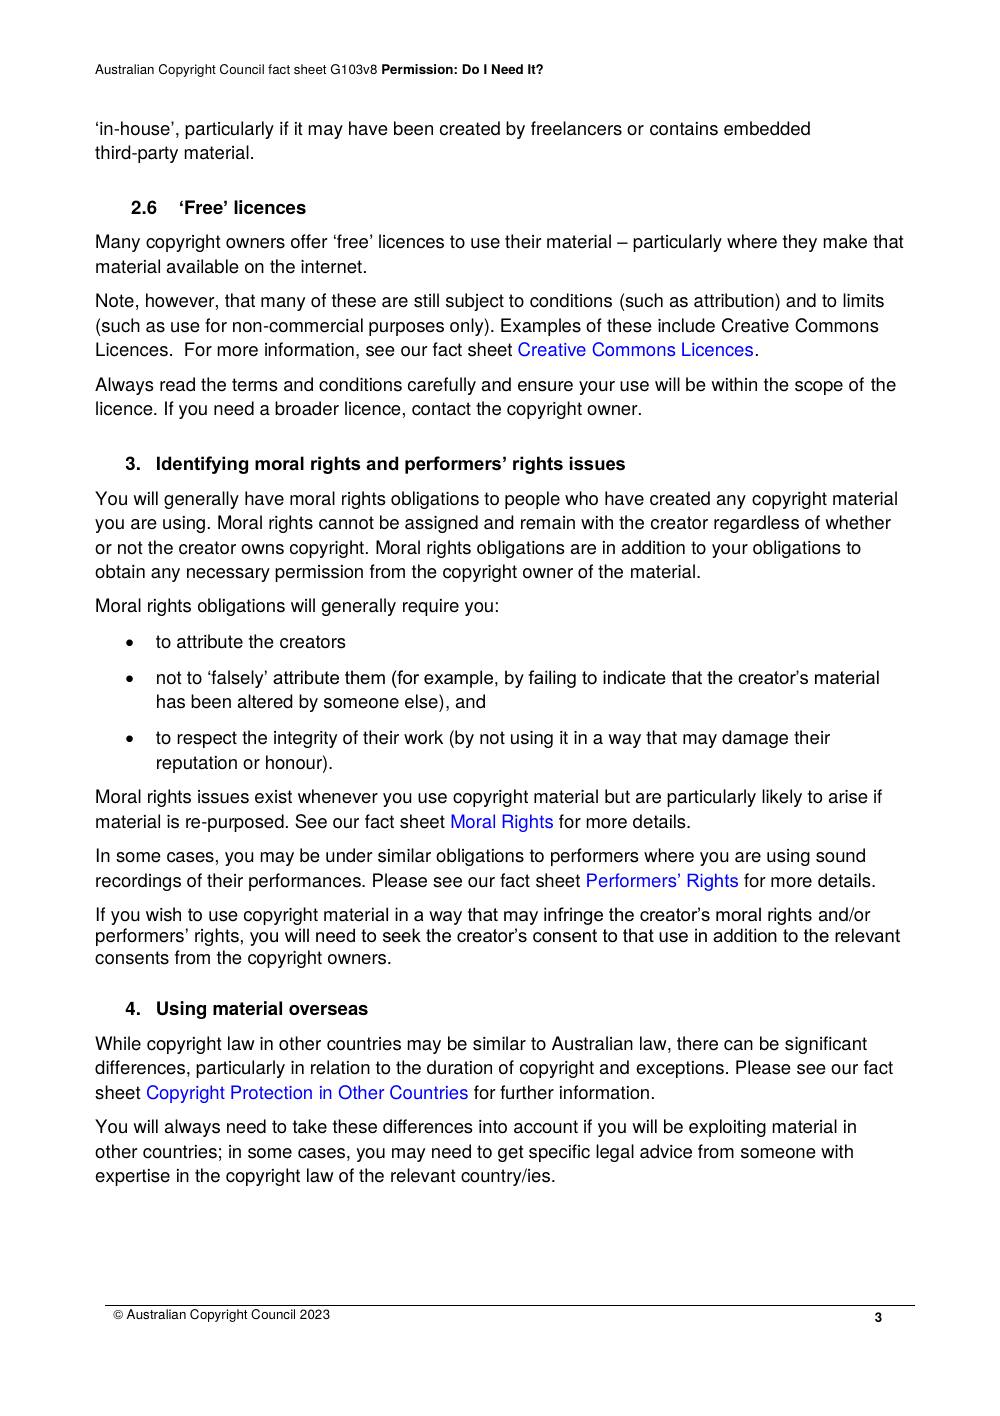 Australian Copyright Council fact sheet G103v8 Permission: Do I Need It?
‘in-house’, particularly if it may have been created by freelancers or contains embedded
third-party material.
2.6 ‘Free’ licences
Many copyright owners offer ‘free’ licences to use their material – particularly where they make that
material available on the internet.
Note, however, that many of these are still subject to conditions (such as attribution) and to limits
(such as use for non-commercial purposes only). Examples of these include Creative Commons
Licences.  For more information, see our fact sheet Creative Commons Licences.
Always read the terms and conditions carefully and ensure your use will be within the scope of the
licence. If you need a broader licence, contact the copyright owner.
3. Identifying moral rights and performers’ rights issues
You will generally have moral rights obligations to people who have created any copyright material
you are using. Moral rights cannot be assigned and remain with the creator regardless of whether
or not the creator owns copyright. Moral rights obligations are in addition to your obligations to
obtain any necessary permission from the copyright owner of the material.
Moral rights obligations will generally require you:
• to attribute the creators
• not to ‘falsely’ attribute them (for example, by failing to indicate that the creator’s material
has been altered by someone else), and
• to respect the integrity of their work (by not using it in a way that may damage their
reputation or honour).
Moral rights issues exist whenever you use copyright material but are particularly likely to arise if
material is re-purposed. See our fact sheet Moral Rights for more details.
In some cases, you may be under similar obligations to performers where you are using sound
recordings of their performances. Please see our fact sheet Performers’ Rights for more details.
If you wish to use copyright material in a way that may infringe the creator’s moral rights and/or
performers’ rights, you will need to seek the creator’s consent to that use in addition to the relevant
consents from the copyright owners.
4. Using material overseas
While copyright law in other countries may be similar to Australian law, there can be significant
differences, particularly in relation to the duration of copyright and exceptions. Please see our fact
sheet Copyright Protection in Other Countries for further information.
You will always need to take these differences into account if you will be exploiting material in
other countries; in some cases, you may need to get specific legal advice from someone with
expertise in the copyright law of the relevant country/ies.
© Australian Copyright Council 2023
3